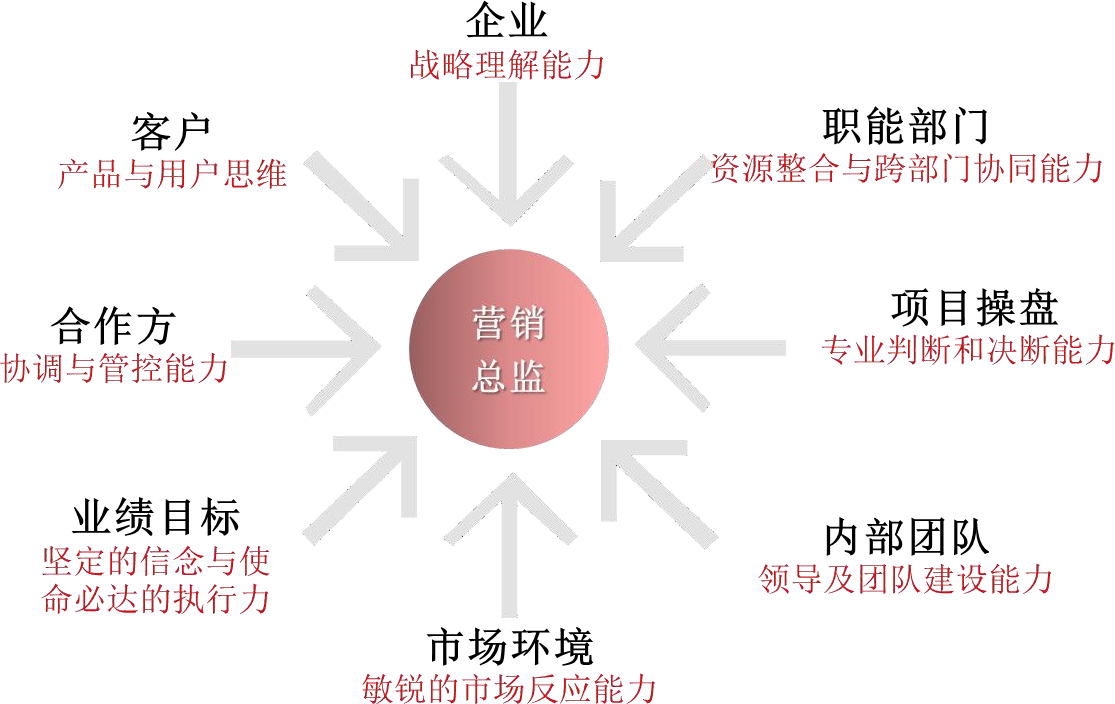 企业
战略理解能力
客户
产品与用户思维
职能部门
资源整合与跨部门协同能力
合作方
协调与管控能力
营销
总监
项目操盘
专业判断和决断能力
业绩目标
坚定的信念与使
命必达的执行力
内部团队
领导及团队建设能力
市场环境
敏锐的市场反应能力